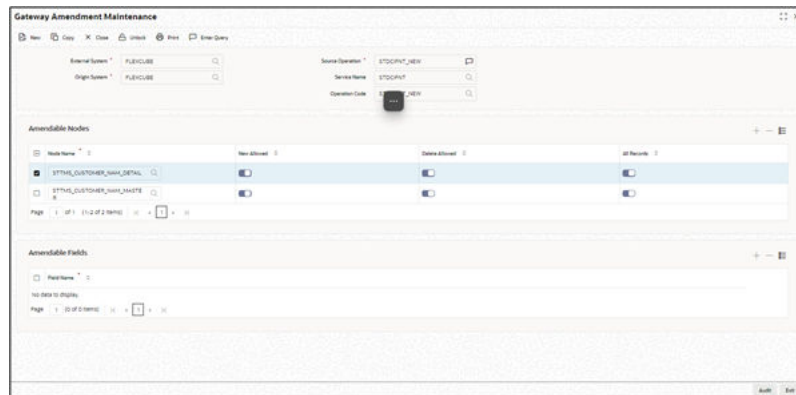 Gateway Amendment Maintenance
New Copy Close Unlock Print Enter Query
External System * FLEXCUBE
Source Operation * STDCIFNT_NEW
Origin System * FLEXCUBE
Service Name STDCIFNT
Operation Code
Amendable Nodes
Node Name * New Allowed Delete Allowed All Records
STTMS_CUSTOMER_NAM_DETAIL
STTMS_CUSTOMER_NAM_MASTE
R
Page 1 of 1 (1-2 of 2 items) 1
Amendable Fields
Field Name *
No data to display.
Page 1 (0 of 0 items) 1
Audit Exit